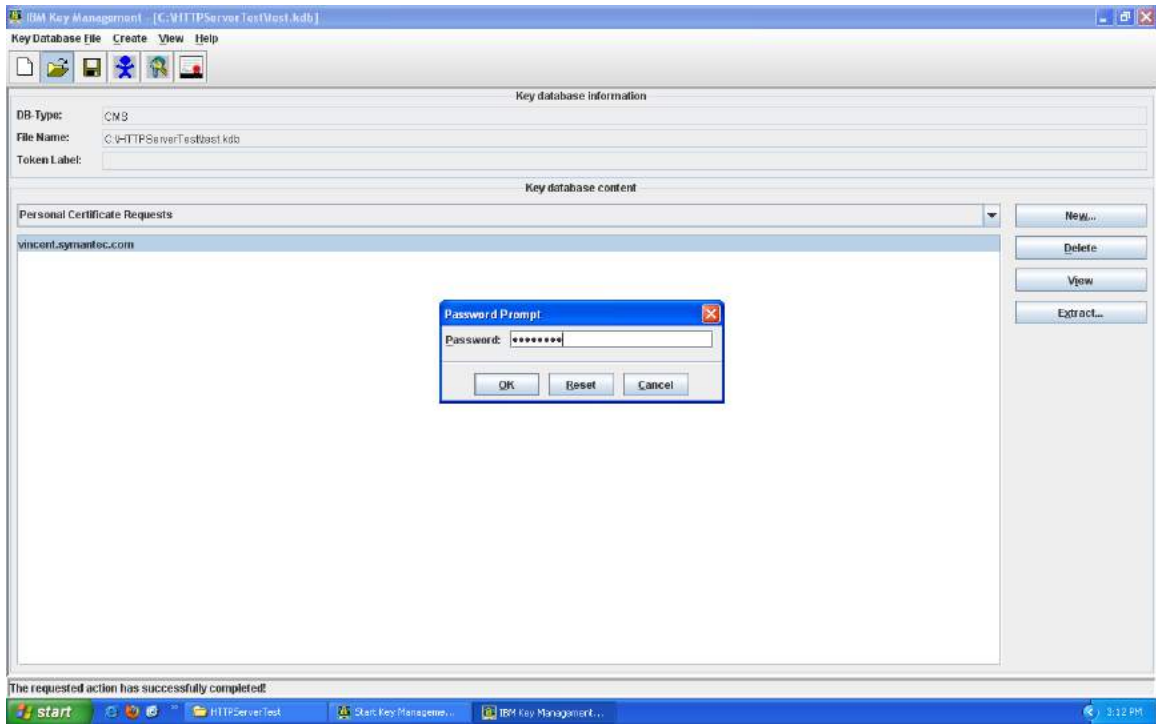 IBM Key Management - [C:\HTTPServerTest\test.kdb]
Key Database File Create View Help
Key database information
DB-Type: CMS
File Name: C:\HTTPServerTest\test.kdb
Token Label:
Key database content
Personal Certificate Requests
New...
vincent.symantec.com
Delete
View
Extract...
Password Prompt
Password: ••••••••
OK Reset Cancel
The requested action has successfully completed!
start HTTPServerTest Start Key Manageme... IBM Key Management... 3:12 PM